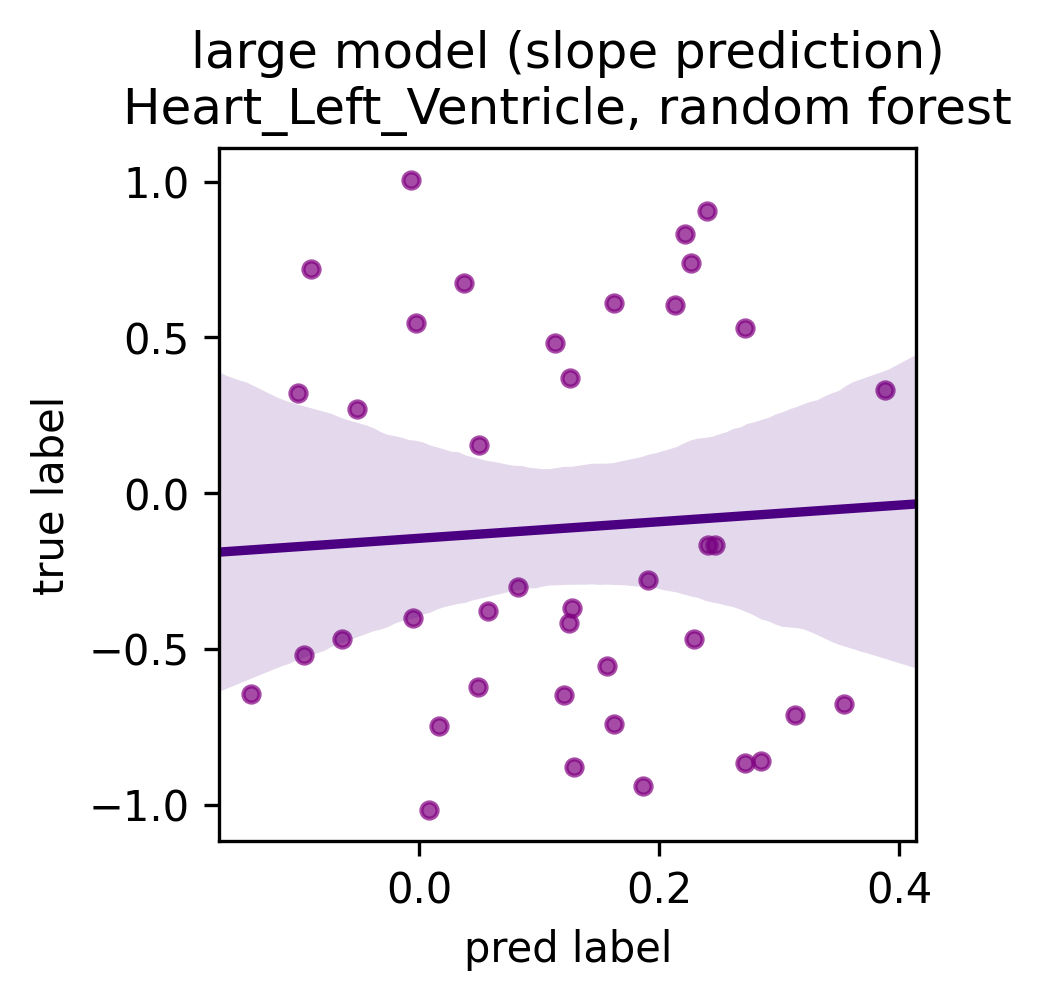 large model (slope prediction)
Heart_Left_Ventricle, random forest
1.0
0.5
0.0
−0.5
−1.0
true label
0.0
0.2
0.4
pred label